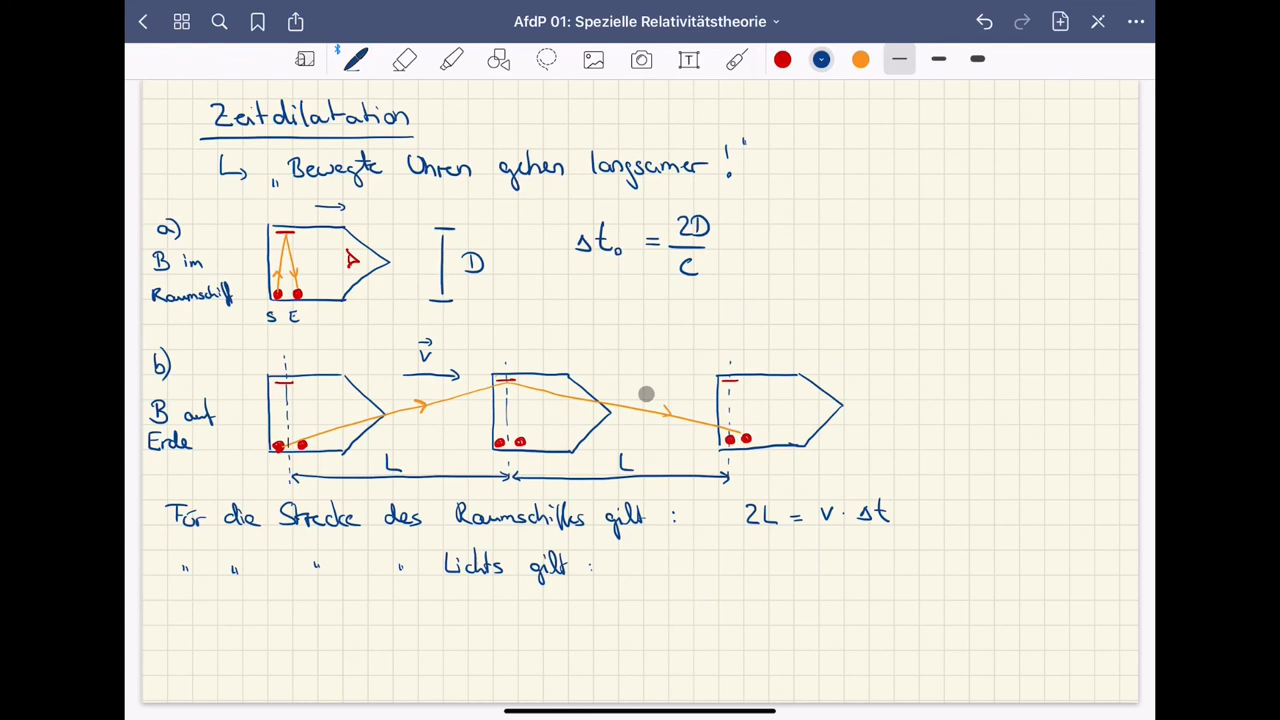 AfdP 01: Spezielle Relativitätstheorie
T
Zeitdilatation
↳ „Bewegte Uhren gehen langsamer!“
a)
B im
Raumschiff
S E
D
Δt₀ = 2D/c
b)
B auf
Erde
v⃗
L L
Für die Strecke des Raumschiffs gilt : 2L = v · Δt
" " " " Lichts gilt :